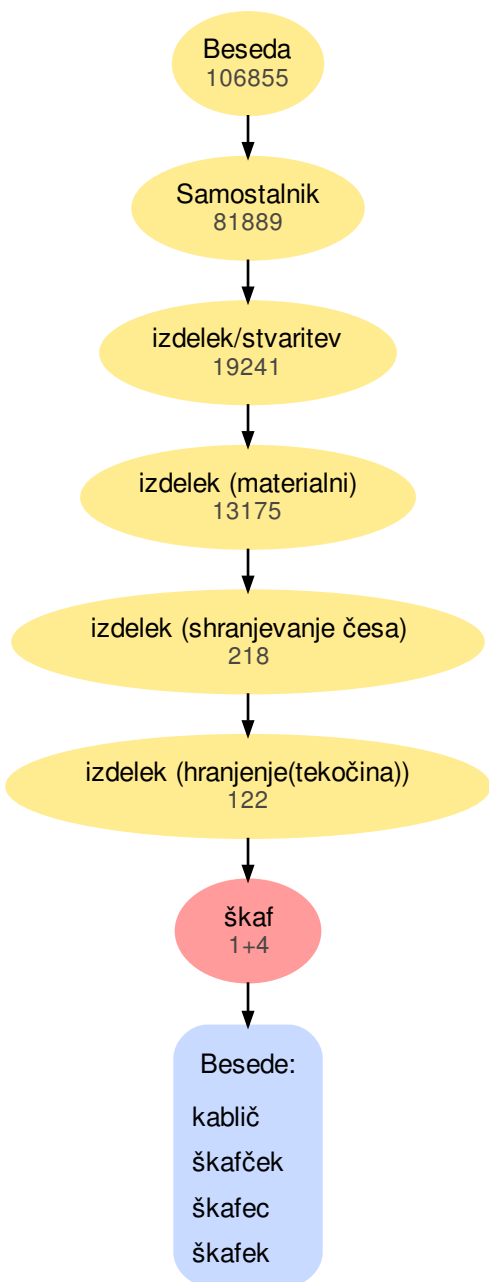 Beseda
106855
Samostalnik
81889
izdelek/stvaritev
19241
izdelek (materialni)
13175
izdelek (shranjevanje česa)
218
izdelek (hranjenje(tekočina))
122
škaf
1+4
Besede:
kablič
škafček
škafec
škafek